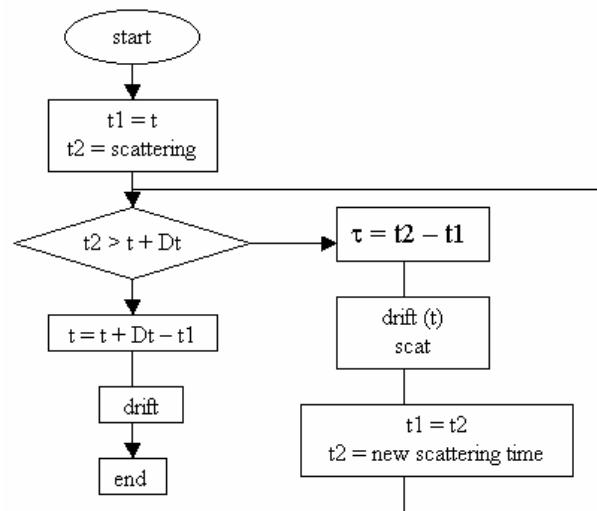 start
t1 = t
t2 = scattering
t2 > t + Dt
τ = t2 – t1
t = t + Dt – t1
drift (t)
scat
drift
t1 = t2
t2 = new scattering time
end